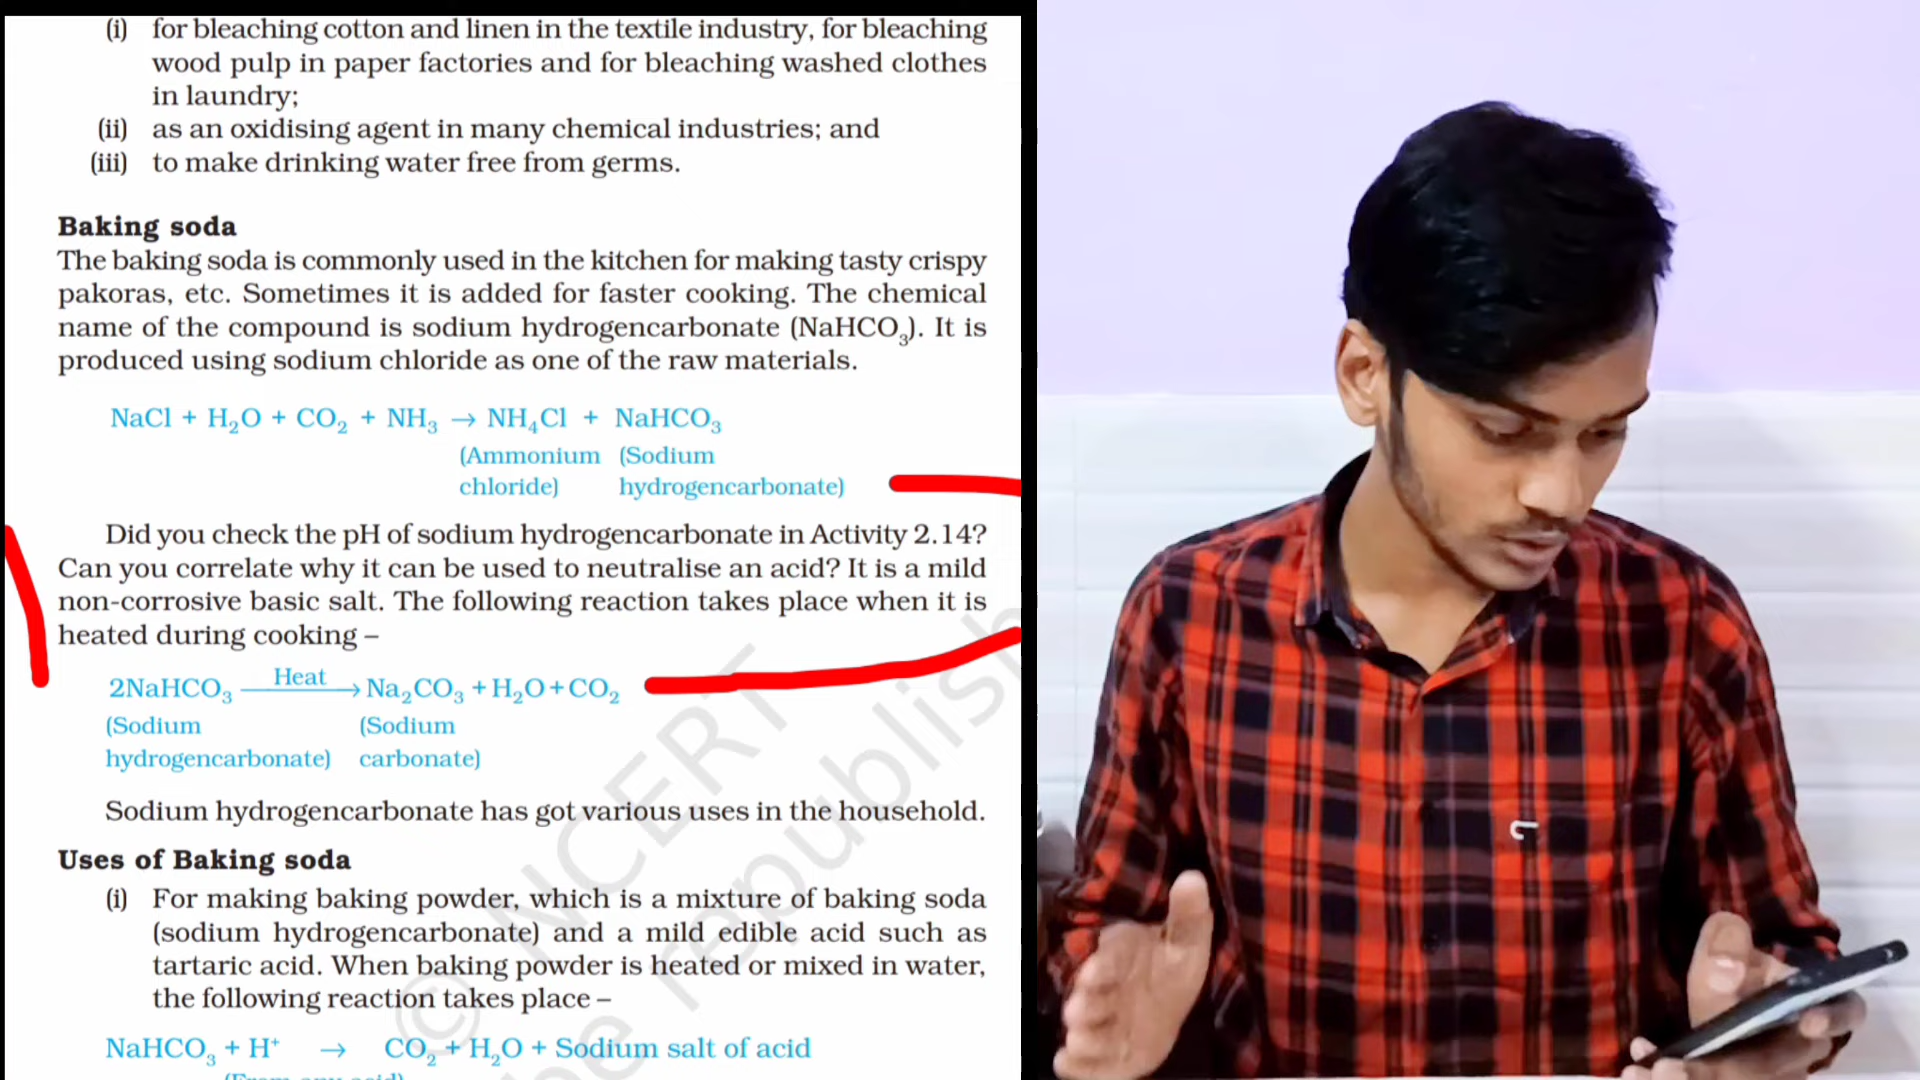 (i) for bleaching cotton and linen in the textile industry, for bleaching
wood pulp in paper factories and for bleaching washed clothes
in laundry;
(ii) as an oxidising agent in many chemical industries; and
(iii) to make drinking water free from germs.
Baking soda
The baking soda is commonly used in the kitchen for making tasty crispy
pakoras, etc. Sometimes it is added for faster cooking. The chemical
name of the compound is sodium hydrogencarbonate (NaHCO₃). It is
produced using sodium chloride as one of the raw materials.
NaCl + H₂O + CO₂ + NH₃ → NH₄Cl + NaHCO₃
(Ammonium (Sodium
chloride) hydrogencarbonate)
Did you check the pH of sodium hydrogencarbonate in Activity 2.14?
Can you correlate why it can be used to neutralise an acid? It is a mild
non-corrosive basic salt. The following reaction takes place when it is
heated during cooking –
Heat
2NaHCO₃ → Na₂CO₃ + H₂O + CO₂
(Sodium (Sodium
hydrogencarbonate) carbonate)
Sodium hydrogencarbonate has got various uses in the household.
Uses of Baking soda
(i) For making baking powder, which is a mixture of baking soda
(sodium hydrogencarbonate) and a mild edible acid such as
tartaric acid. When baking powder is heated or mixed in water,
the following reaction takes place –
NaHCO₃ + H⁺ → CO₂ + H₂O + Sodium salt of acid
(From any acid)
© NCERT
be republish